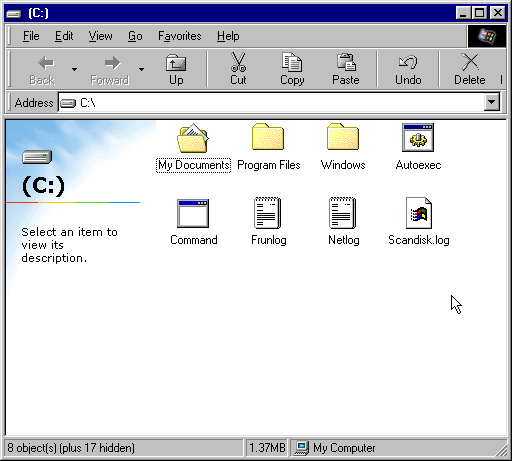 (C:)
File Edit View Go Favorites Help
Back Forward Up Cut Copy Paste Undo Delete
Address C:\
(C:)
Select an item to
view its
description.
My Documents Program Files Windows Autoexec
Command Frunlog Netlog Scandisk.log
8 object(s) (plus 17 hidden) 1.37MB My Computer